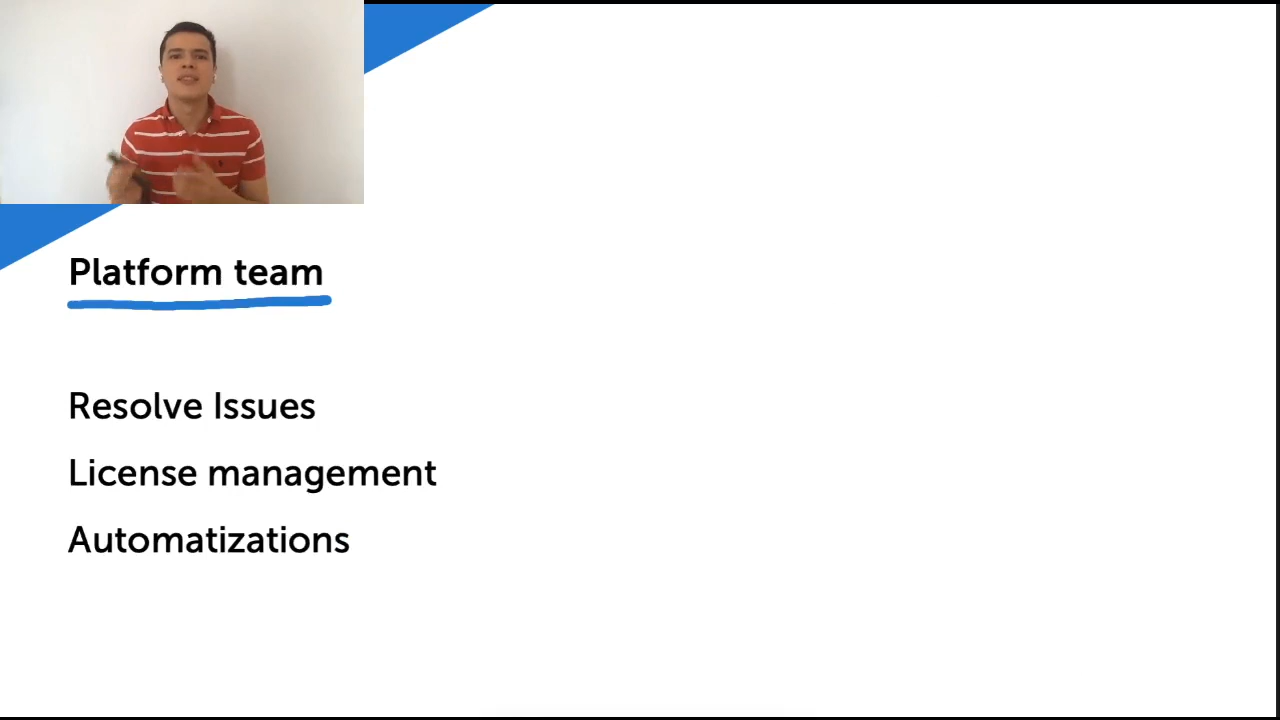 Platform team
Resolve Issues
License management
Automatizations